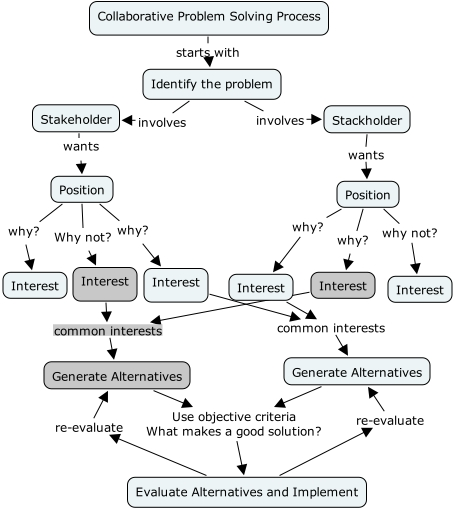 Collaborative Problem Solving Process
starts with
Identify the problem
Stakeholder
involves
involves
Stackholder
wants
wants
Position
Position
why?
Why not?
why?
why?
why?
why not?
Interest
Interest
Interest
Interest
Interest
Interest
common interests
common interests
Generate Alternatives
Generate Alternatives
Use objective criteria
What makes a good solution?
re-evaluate
re-evaluate
Evaluate Alternatives and Implement